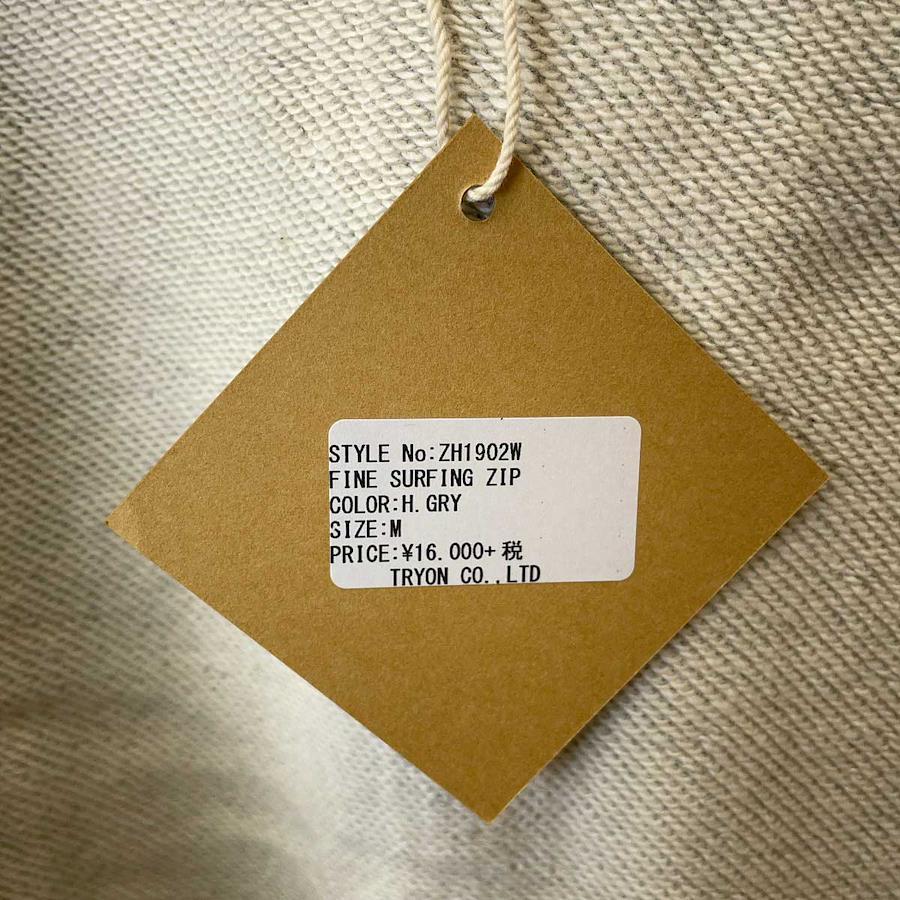 STYLE No:ZH1902W
FINE SURFING ZIP
COLOR:H.GRY
SIZE:M
PRICE:¥16.000+税
TRYON CO.,LTD